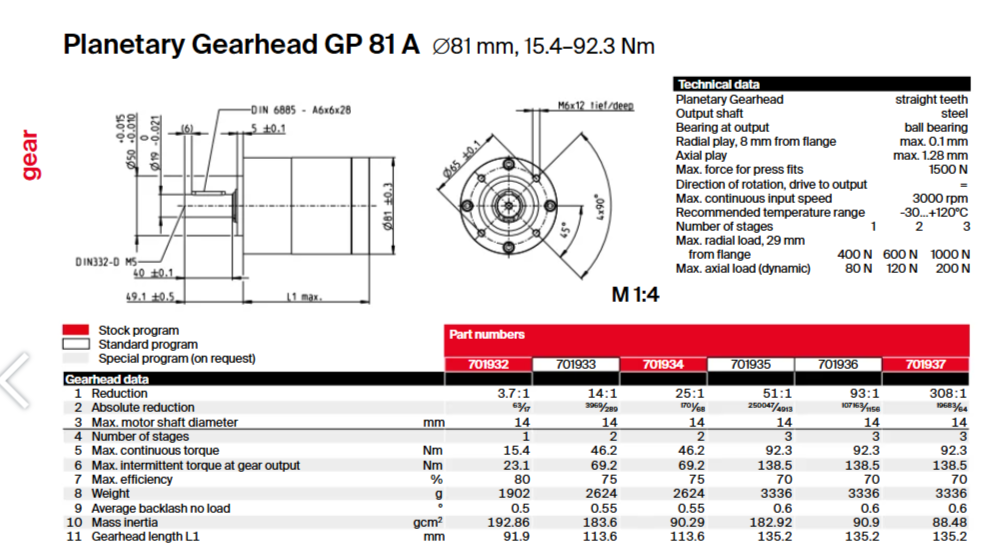 Planetary Gearhead GP 81 A ∅81 mm, 15.4–92.3 Nm
gear
DIN 6885 - A6x6x28
(6)
5 ±0.1
∅50 +0.015 +0.010
∅19 0 -0.021
∅81 ±0.3
DIN332-D M5
40 ±0.1
49.1 ±0.5
L1 max.
M6x12 tief/deep
∅65 ±0.1
45°
4x90°
M 1:4
Technical data
Planetary Gearhead straight teeth
Output shaft steel
Bearing at output ball bearing
Radial play, 8 mm from flange max. 0.1 mm
Axial play max. 1.28 mm
Max. force for press fits 1500 N
Direction of rotation, drive to output =
Max. continuous input speed 3000 rpm
Recommended temperature range -30...+120°C
Number of stages 1 2 3
Max. radial load, 29 mm
from flange 400 N 600 N 1000 N
Max. axial load (dynamic) 80 N 120 N 200 N
Stock program
Standard program
Special program (on request)
Part numbers
701932 701933 701934 701935 701936 701937
Gearhead data
1 Reduction 3.7:1 14:1 25:1 51:1 93:1 308:1
2 Absolute reduction 63/17 3969/289 1701/68 250047/4913 107163/1156 19683/64
3 Max. motor shaft diameter mm 14 14 14 14 14 14
4 Number of stages 1 2 2 3 3 3
5 Max. continuous torque Nm 15.4 46.2 46.2 92.3 92.3 92.3
6 Max. intermittent torque at gear output Nm 23.1 69.2 69.2 138.5 138.5 138.5
7 Max. efficiency % 80 75 75 70 70 70
8 Weight g 1902 2624 2624 3336 3336 3336
9 Average backlash no load ° 0.5 0.55 0.55 0.6 0.6 0.6
10 Mass inertia gcm² 192.86 183.6 90.29 182.92 90.9 88.48
11 Gearhead length L1 mm 91.9 113.6 113.6 135.2 135.2 135.2